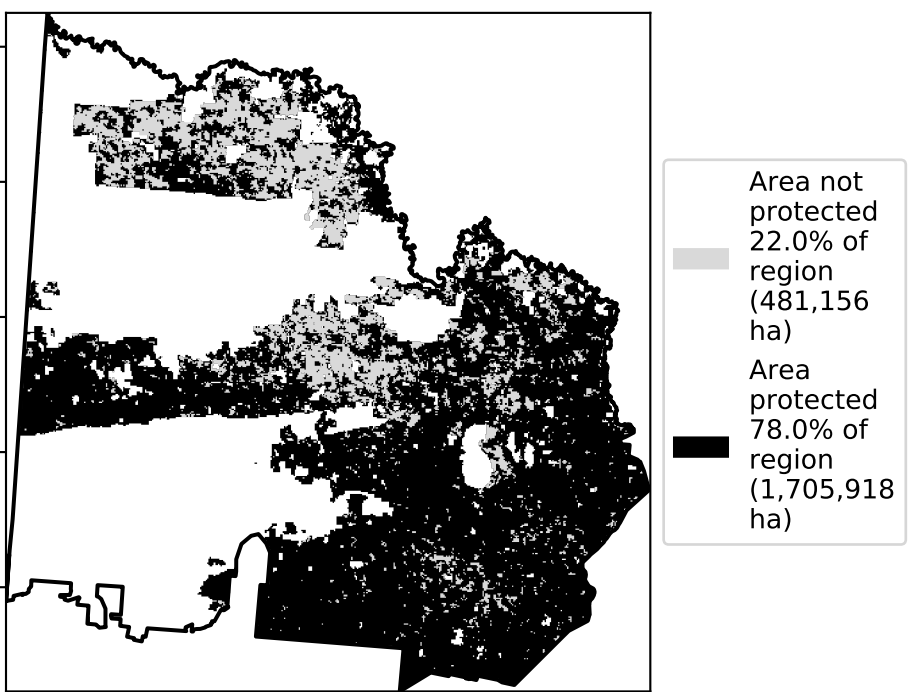 Area not
protected
22.0% of
region
(481,156
ha)
Area
protected
78.0% of
region
(1,705,918
ha)